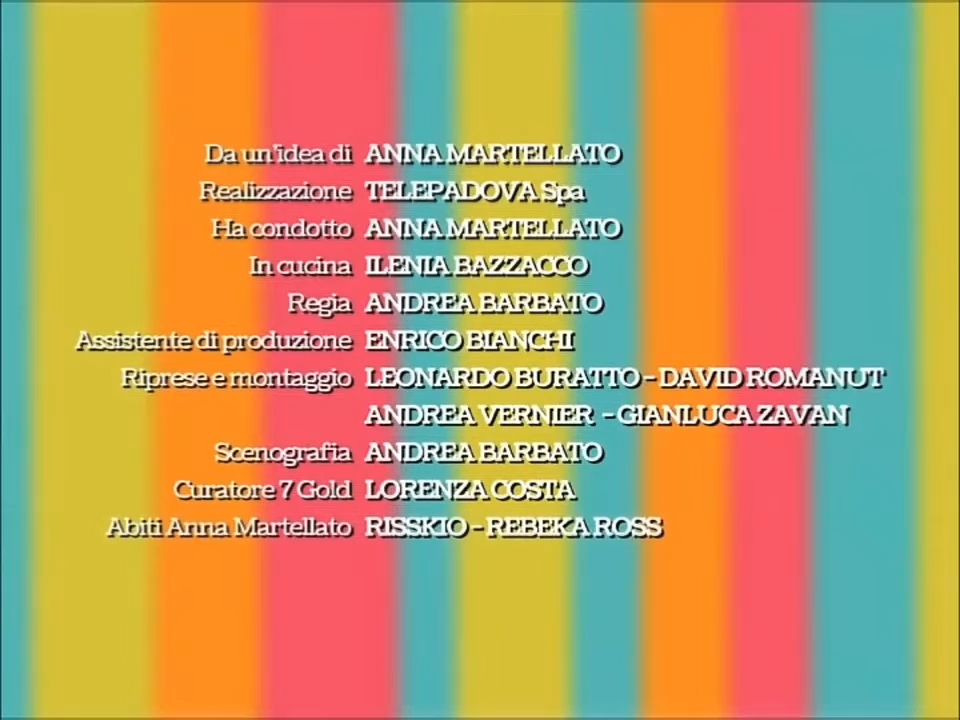 Da un'idea di ANNA MARTELLATO
Realizzazione TELEPADOVA Spa
Ha condotto ANNA MARTELLATO
In cucina ILENIA BAZZACCO
Regia ANDREA BARBATO
Assistente di produzione ENRICO BIANCHI
Riprese e montaggio LEONARDO BURATTO - DAVID ROMANUT
ANDREA VERNIER - GIANLUCA ZAVAN
Scenografia ANDREA BARBATO
Curatore 7 Gold LORENZA COSTA
Abiti Anna Martellato RISSKIO - REBEKA ROSS